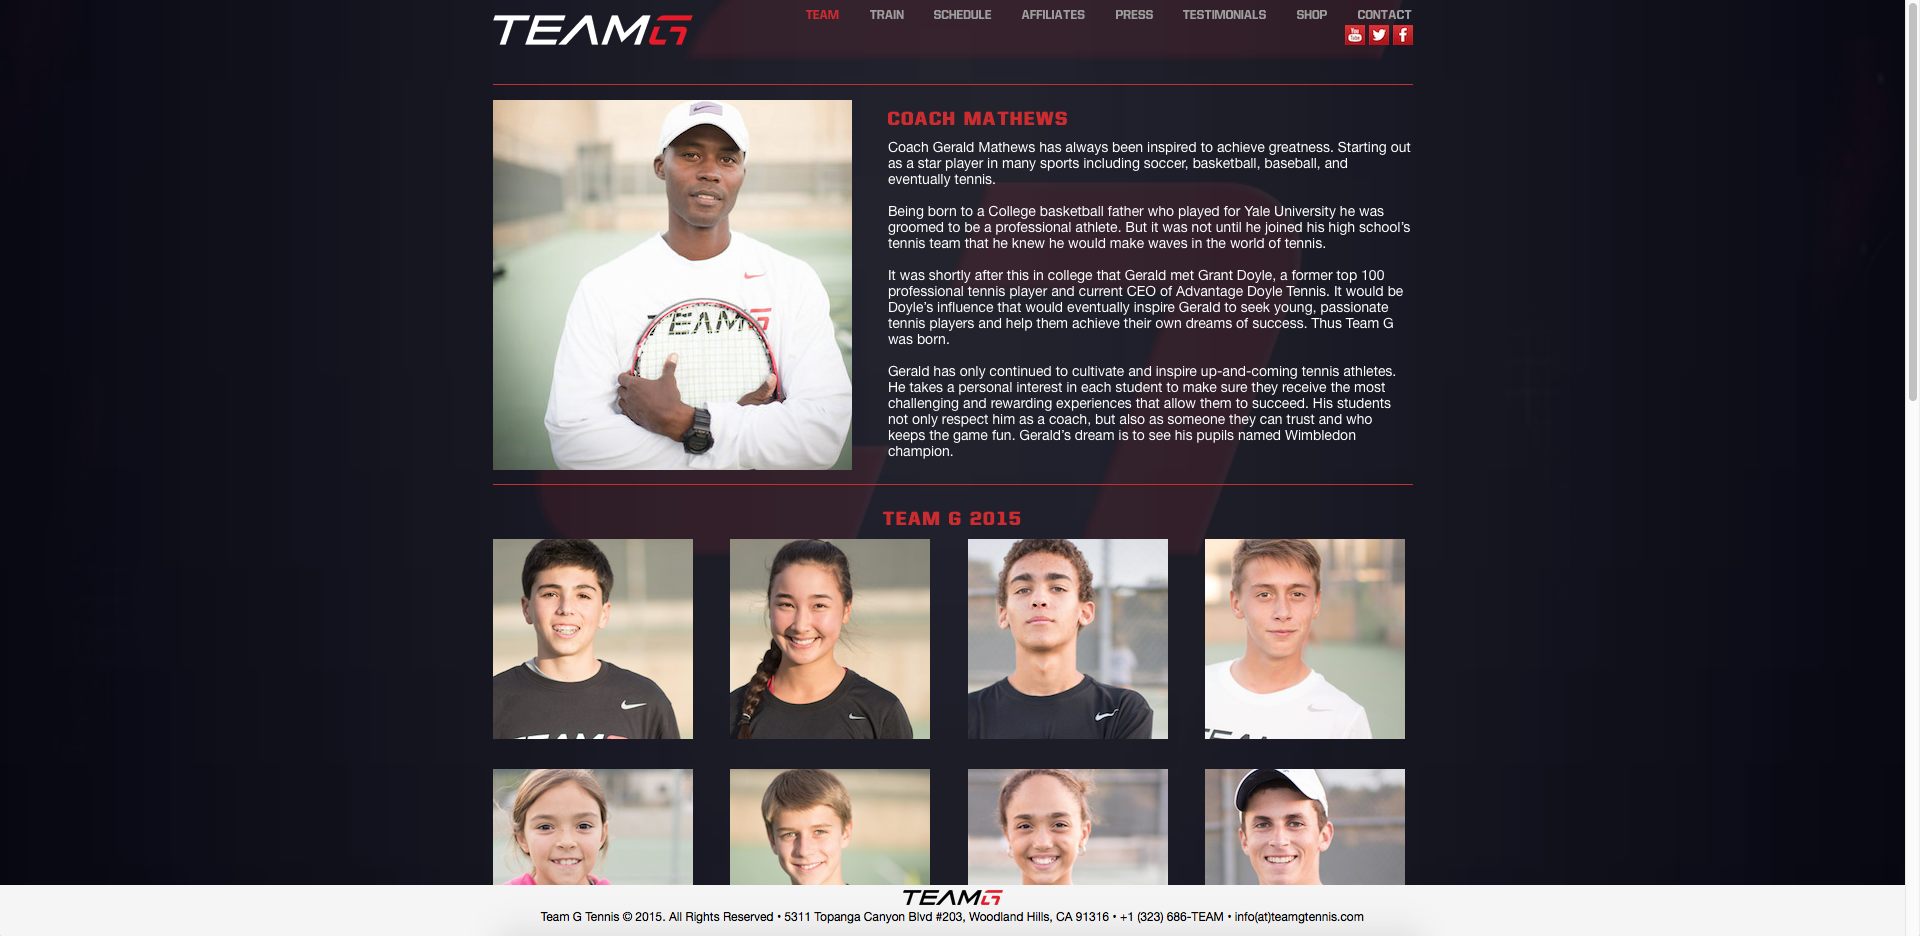 TEAMG
TEAM TRAIN SCHEDULE AFFILIATES PRESS TESTIMONIALS SHOP CONTACT
You Tube f
COACH MATHEWS
Coach Gerald Mathews has always been inspired to achieve greatness. Starting out
as a star player in many sports including soccer, basketball, baseball, and
eventually tennis.
Being born to a College basketball father who played for Yale University he was
groomed to be a professional athlete. But it was not until he joined his high school’s
tennis team that he knew he would make waves in the world of tennis.
It was shortly after this in college that Gerald met Grant Doyle, a former top 100
professional tennis player and current CEO of Advantage Doyle Tennis. It would be
Doyle’s influence that would eventually inspire Gerald to seek young, passionate
tennis players and help them achieve their own dreams of success. Thus Team G
was born.
Gerald has only continued to cultivate and inspire up-and-coming tennis athletes.
He takes a personal interest in each student to make sure they receive the most
challenging and rewarding experiences that allow them to succeed. His students
not only respect him as a coach, but also as someone they can trust and who
keeps the game fun. Gerald’s dream is to see his pupils named Wimbledon
champion.
TEAMG
TEAM G 2015
TEAMG
TEAM
TEAMG
Team G Tennis © 2015. All Rights Reserved • 5311 Topanga Canyon Blvd #203, Woodland Hills, CA 91316 • +1 (323) 686-TEAM • info(at)teamgtennis.com